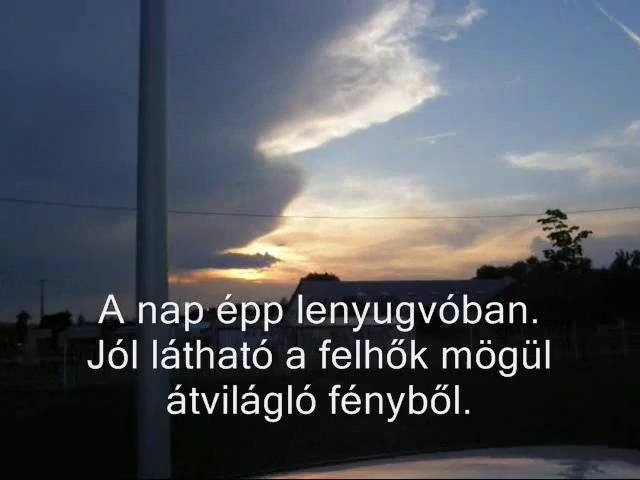 A nap épp lenyugvóban.
Jól látható a felhők mögül
átvilágló fényből.